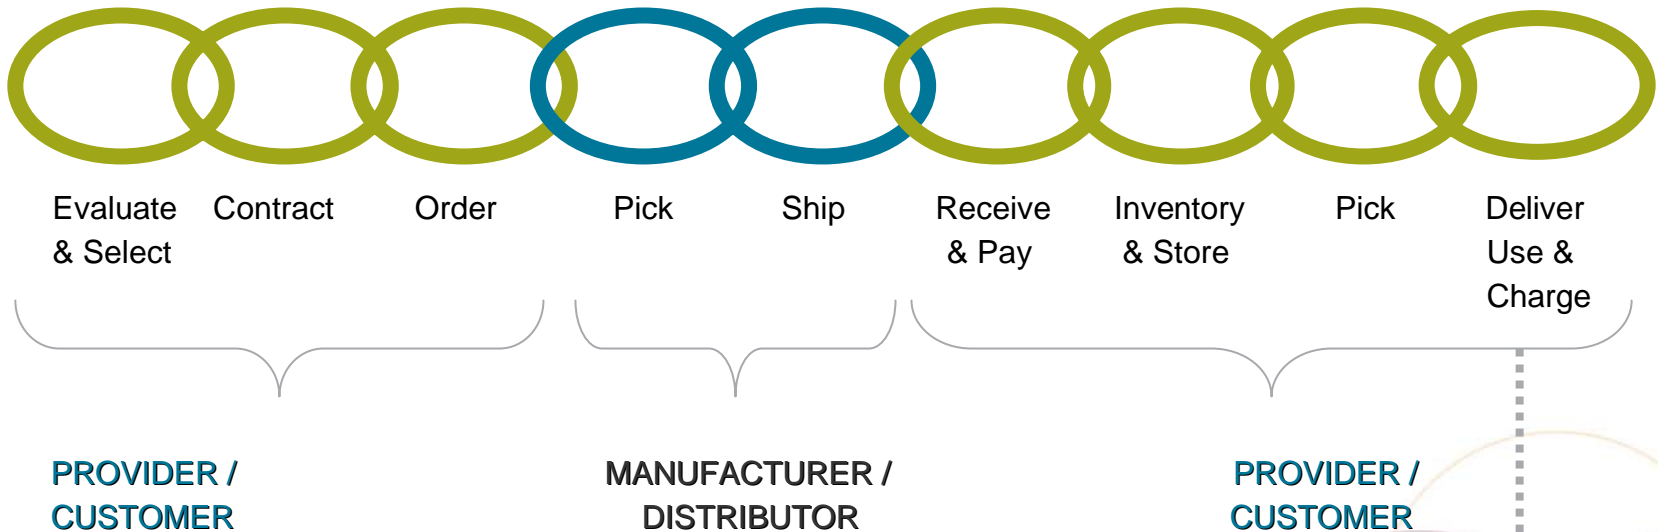 Evaluate Contract Order Pick Ship Receive Inventory Pick Deliver
& Select & Pay & Store Use &
Charge
PROVIDER / MANUFACTURER / PROVIDER /
CUSTOMER DISTRIBUTOR CUSTOMER